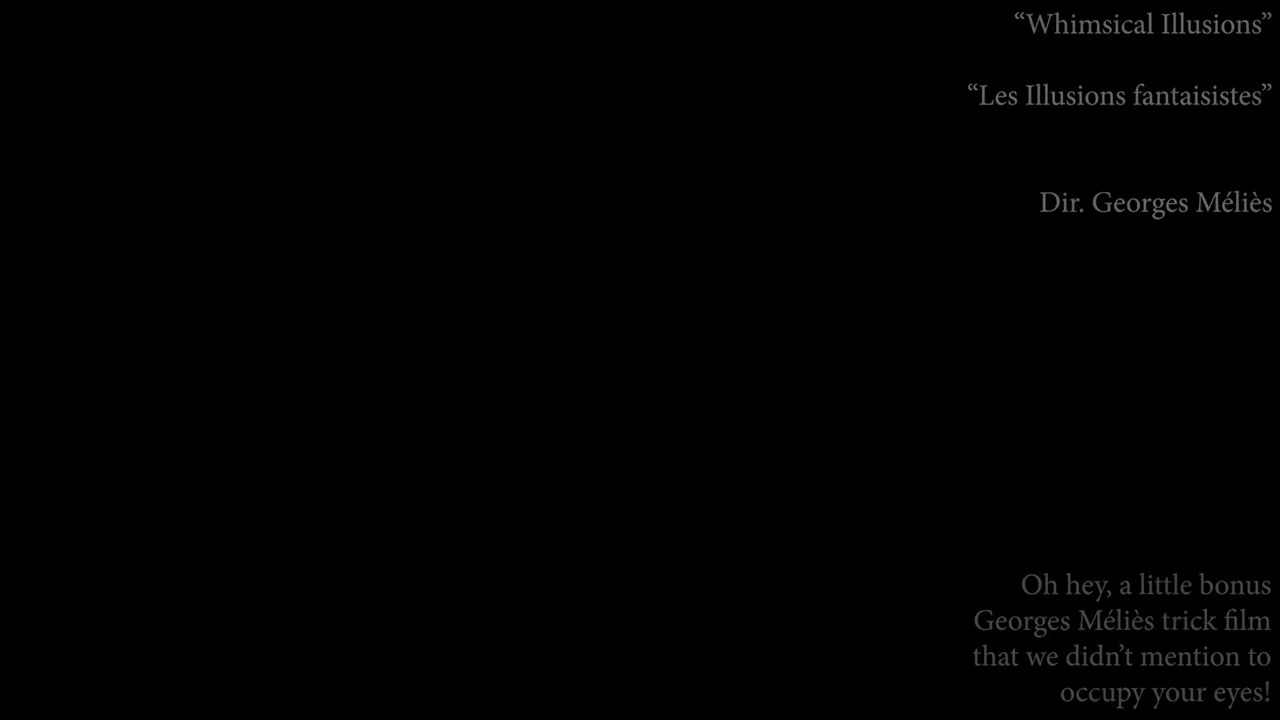 “Whimsical Illusions”
“Les Illusions fantaisistes”
Dir. Georges Méliès
Oh hey, a little bonus
Georges Méliès trick film
that we didn’t mention to
occupy your eyes!